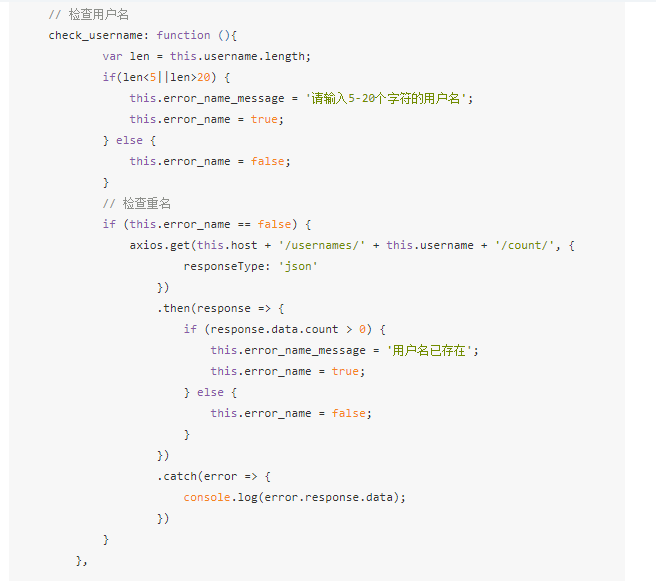 // 检查用户名
check_username: function (){
var len = this.username.length;
if(len<5||len>20) {
this.error_name_message = '请输入5-20个字符的用户名';
this.error_name = true;
} else {
this.error_name = false;
}
// 检查重名
if (this.error_name == false) {
axios.get(this.host + '/usernames/' + this.username + '/count/', {
responseType: 'json'
})
.then(response => {
if (response.data.count > 0) {
this.error_name_message = '用户名已存在';
this.error_name = true;
} else {
this.error_name = false;
}
})
.catch(error => {
console.log(error.response.data);
})
}
},